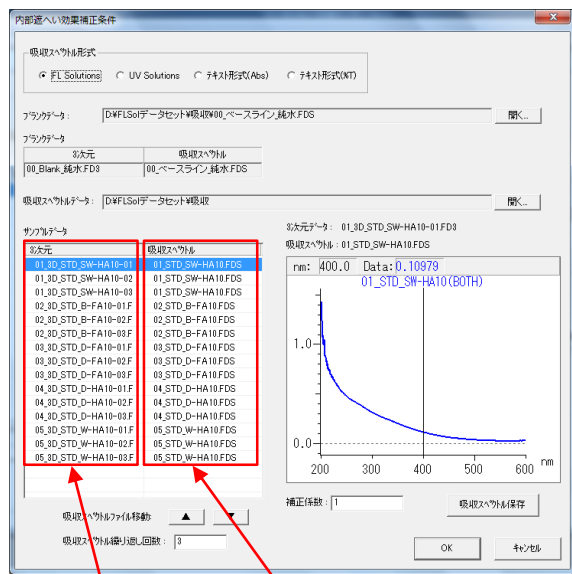 内部遮へい効果補正条件
吸収スペクトル形式
FL Solutions UV Solutions テキスト形式(Abs) テキスト形式(%T)
ブランクデータ: D:¥FLSolデータセット¥吸収¥00_ベースライン_純水.FDS 開く...
ブランクデータ
3次元 吸収スペクトル
00_Blank_純水.FD3 00_ベースライン_純水.FDS
吸収スペクトルデータ: D:¥FLSolデータセット¥吸収 開く...
サンプルデータ
3次元 吸収スペクトル
01_3D_STD_SW-HA10-01 01_STD_SW-HA10.FDS
01_3D_STD_SW-HA10-02 01_STD_SW-HA10.FDS
01_3D_STD_SW-HA10-03 01_STD_SW-HA10.FDS
02_3D_STD_B-FA10-01.F 02_STD_B-FA10.FDS
02_3D_STD_B-FA10-02.F 02_STD_B-FA10.FDS
02_3D_STD_B-FA10-03.F 02_STD_B-FA10.FDS
03_3D_STD_D-FA10-01.F 03_STD_D-FA10.FDS
03_3D_STD_D-FA10-02.F 03_STD_D-FA10.FDS
03_3D_STD_D-FA10-03.F 03_STD_D-FA10.FDS
04_3D_STD_D-HA10-01.F 04_STD_D-HA10.FDS
04_3D_STD_D-HA10-02.F 04_STD_D-HA10.FDS
04_3D_STD_D-HA10-03.F 04_STD_D-HA10.FDS
05_3D_STD_W-HA10-01.F 05_STD_W-HA10.FDS
05_3D_STD_W-HA10-02.F 05_STD_W-HA10.FDS
05_3D_STD_W-HA10-03.F 05_STD_W-HA10.FDS
吸収スペクトルファイル移動: ▲ ▼
吸収スペクトル繰り返し回数: 3
3次元データ: 01_3D_STD_SW-HA10-01.FD3
吸収スペクトル: 01_STD_SW-HA10.FDS
nm: 400.0 Data: 0.10979
01_STD_SW-HA10(BOTH)
1.0
0.0
200 300 400 500 600 nm
補正係数: 1 吸収スペクトル保存
OK キャンセル